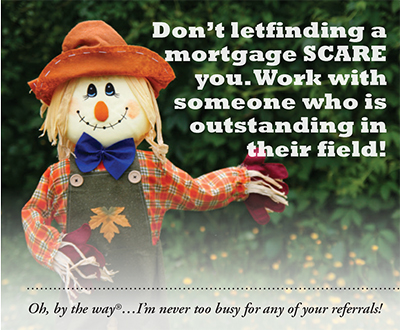 Don't letfinding a
mortgage SCARE
you.Work with
someone who is
outstanding in
their field!
Oh, by the way®…I'm never too busy for any of your referrals!